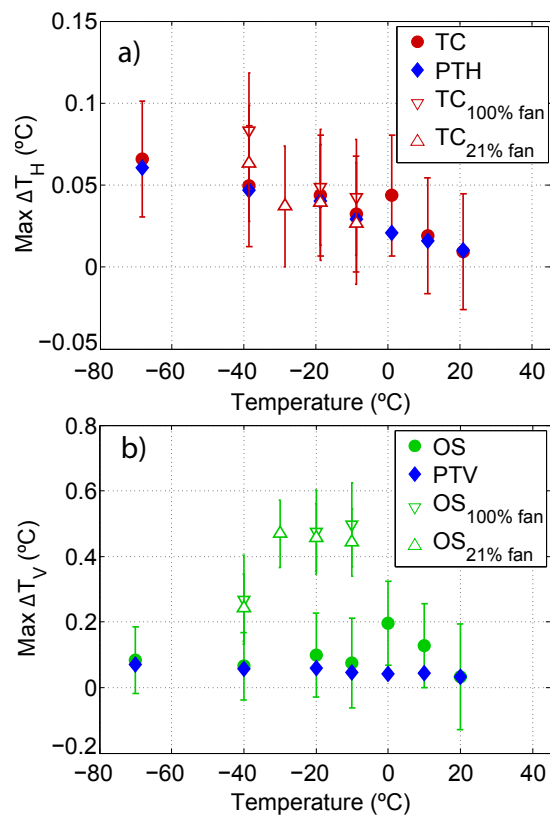 a)
TC
PTH
TC100% fan
TC21% fan
0.15
0.1
0.05
0
−0.05
Max ΔT_H (ºC)
−80 −60 −40 −20 0 20 40
Temperature (ºC)
b)
OS
PTV
OS100% fan
OS21% fan
0.8
0.6
0.4
0.2
0
−0.2
Max ΔT_V (ºC)
−80 −60 −40 −20 0 20 40
Temperature (ºC)